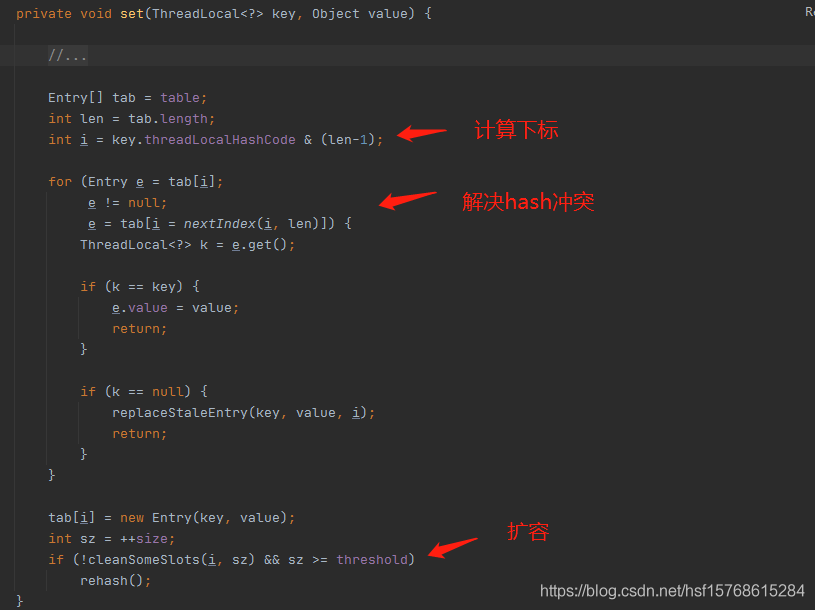 private void set(ThreadLocal<?> key, Object value) {
//...
Entry[] tab = table;
int len = tab.length;
int i = key.threadLocalHashCode & (len-1);
计算下标
for (Entry e = tab[i];
e != null;
解决hash冲突
e = tab[i = nextIndex(i, len)]) {
ThreadLocal<?> k = e.get();
if (k == key) {
e.value = value;
return;
}
if (k == null) {
replaceStaleEntry(key, value, i);
return;
}
}
tab[i] = new Entry(key, value);
int sz = ++size;
扩容
if (!cleanSomeSlots(i, sz) && sz >= threshold)
rehash();
}
https://blog.csdn.net/hsf15768615284